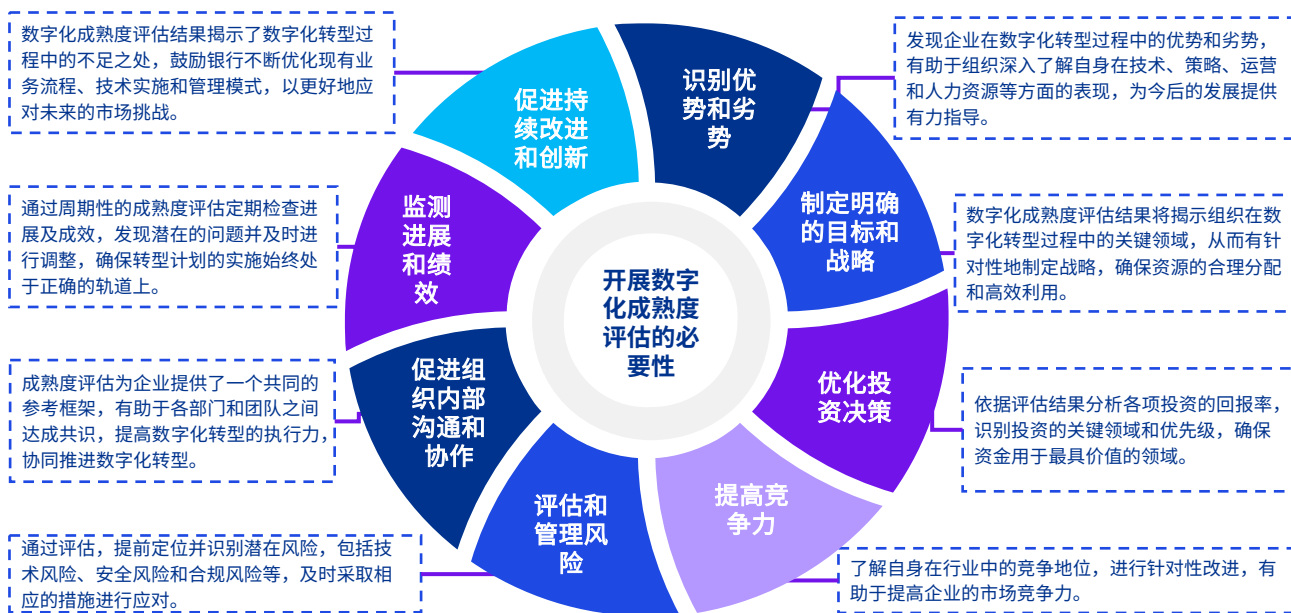 开展数字
化成熟度
评估的必
要性
识别优
势和劣
势
发现企业在数字化转型过程中的优势和劣势，
有助于组织深入了解自身在技术、策略、运营
和人力资源等方面的表现，为今后的发展提供
有力指导。
制定明确
的目标和
战略
数字化成熟度评估结果将揭示组织在数
字化转型过程中的关键领域，从而有针
对性地制定战略，确保资源的合理分配
和高效利用。
优化投
资决策
依据评估结果分析各项投资的回报率，
识别投资的关键领域和优先级，确保
资金用于最具价值的领域。
提高竞
争力
了解自身在行业中的竞争地位，进行针对性改进，有
助于提高企业的市场竞争力。
评估和
管理风
险
通过评估，提前定位并识别潜在风险，包括技
术风险、安全风险和合规风险等，及时采取相
应的措施进行应对。
促进组
织内部
沟通和
协作
成熟度评估为企业提供了一个共同的
参考框架，有助于各部门和团队之间
达成共识，提高数字化转型的执行力，
协同推进数字化转型。
监测
进展
和绩
效
通过周期性的成熟度评估定期检查进
展及成效，发现潜在的问题并及时进
行调整，确保转型计划的实施始终处
于正确的轨道上。
促进持
续改进
和创新
数字化成熟度评估结果揭示了数字化转型过
程中的不足之处，鼓励银行不断优化现有业
务流程、技术实施和管理模式，以更好地应
对未来的市场挑战。